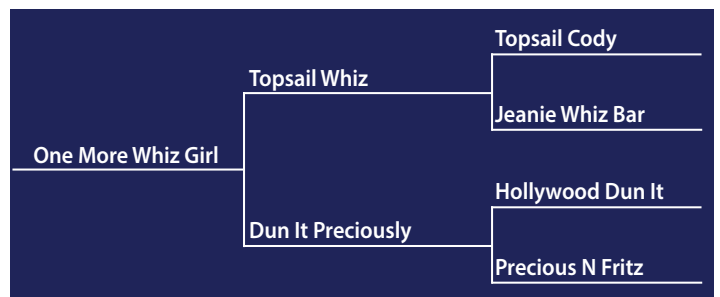 Topsail Cody
Topsail Whiz
Jeanie Whiz Bar
One More Whiz Girl
Hollywood Dun It
Dun It Preciously
Precious N Fritz